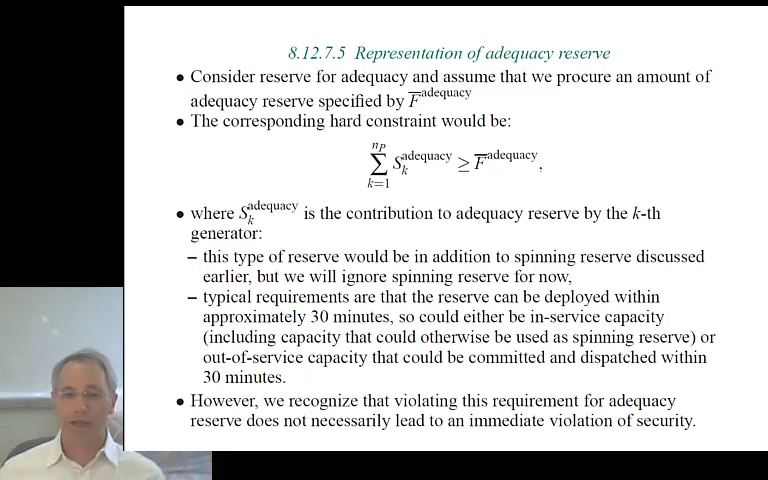 8.12.7.5 Representation of adequacy reserve
• Consider reserve for adequacy and assume that we procure an amount of
adequacy reserve specified by F̅^adequacy
• The corresponding hard constraint would be:
n_P
∑ S_k^adequacy ≥ F̅^adequacy,
k=1
• where S_k^adequacy is the contribution to adequacy reserve by the k-th
generator:
– this type of reserve would be in addition to spinning reserve discussed
earlier, but we will ignore spinning reserve for now,
– typical requirements are that the reserve can be deployed within
approximately 30 minutes, so could either be in-service capacity
(including capacity that could otherwise be used as spinning reserve) or
out-of-service capacity that could be committed and dispatched within
30 minutes.
• However, we recognize that violating this requirement for adequacy
reserve does not necessarily lead to an immediate violation of security.